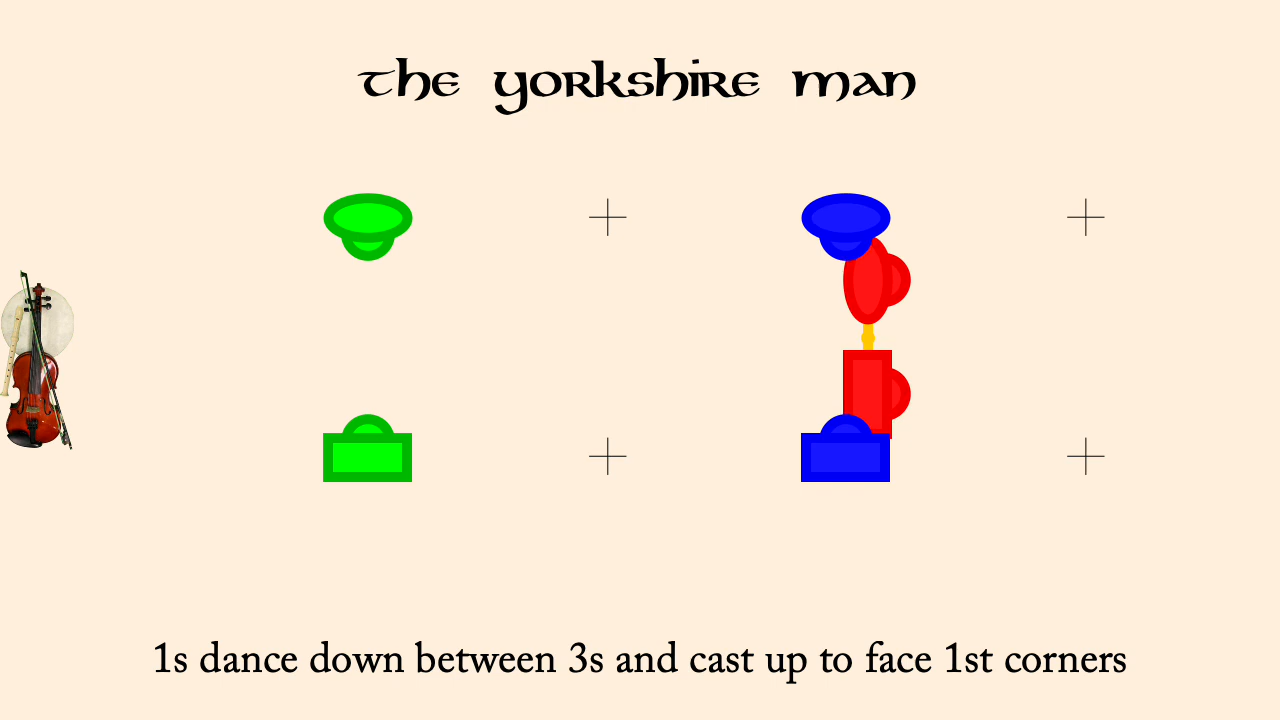 the yorkshire man
1s dance down between 3s and cast up to face 1st corners